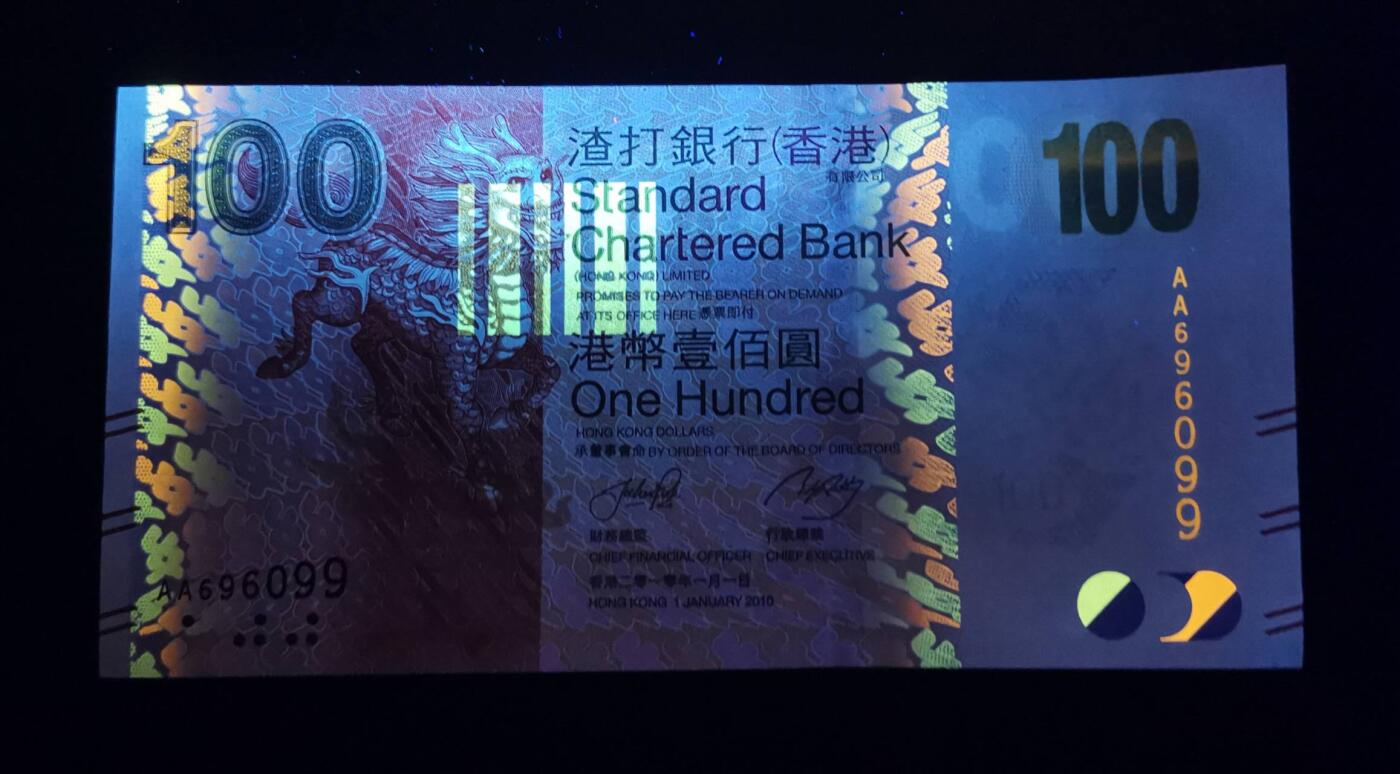 100
渣打銀行(香港)
有限公司
Standard
Chartered Bank
(HONG KONG) LIMITED
PROMISES TO PAY THE BEARER ON DEMAND
AT ITS OFFICE HERE 憑票即付
港幣壹佰圓
One Hundred
HONG KONG DOLLARS
承董事會命 BY ORDER OF THE BOARD OF DIRECTORS
財務總監 行政總裁
CHIEF FINANCIAL OFFICER CHIEF EXECUTIVE
香港二零一零年一月一日
HONG KONG 1 JANUARY 2010
AA696099
100
AA696099